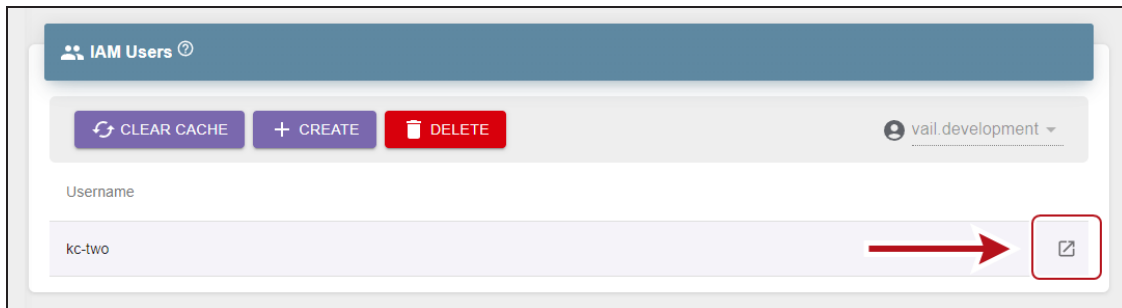 IAM Users
CLEAR CACHE + CREATE DELETE vail.development
Username
kc-two